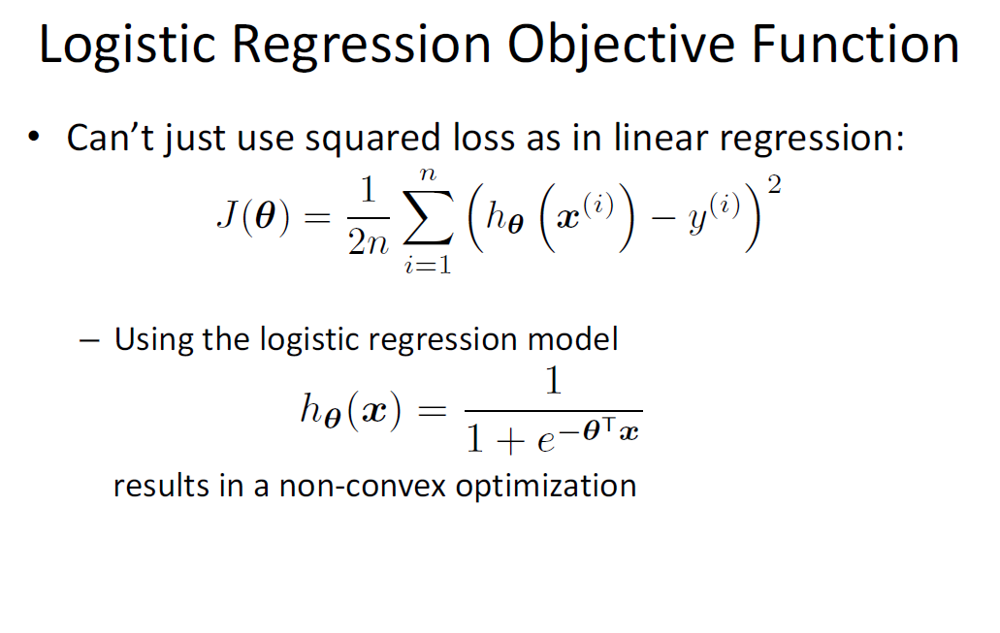 Logistic Regression Objective Function
• Can’t just use squared loss as in linear regression:
$J(\boldsymbol{\theta}) = \frac{1}{2n} \sum_{i=1}^{n} \left( h_{\boldsymbol{\theta}} \left( \boldsymbol{x}^{(i)} \right) - y^{(i)} \right)^2$
– Using the logistic regression model
$h_{\boldsymbol{\theta}}(\boldsymbol{x}) = \frac{1}{1 + e^{-\boldsymbol{\theta}^{\mathsf{T}} \boldsymbol{x}}}$
results in a non-convex optimization